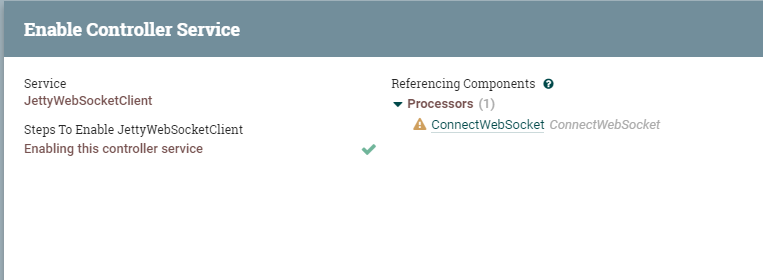 Enable Controller Service
Service
JettyWebSocketClient
Steps To Enable JettyWebSocketClient
Enabling this controller service
Referencing Components
Processors (1)
ConnectWebSocket ConnectWebSocket